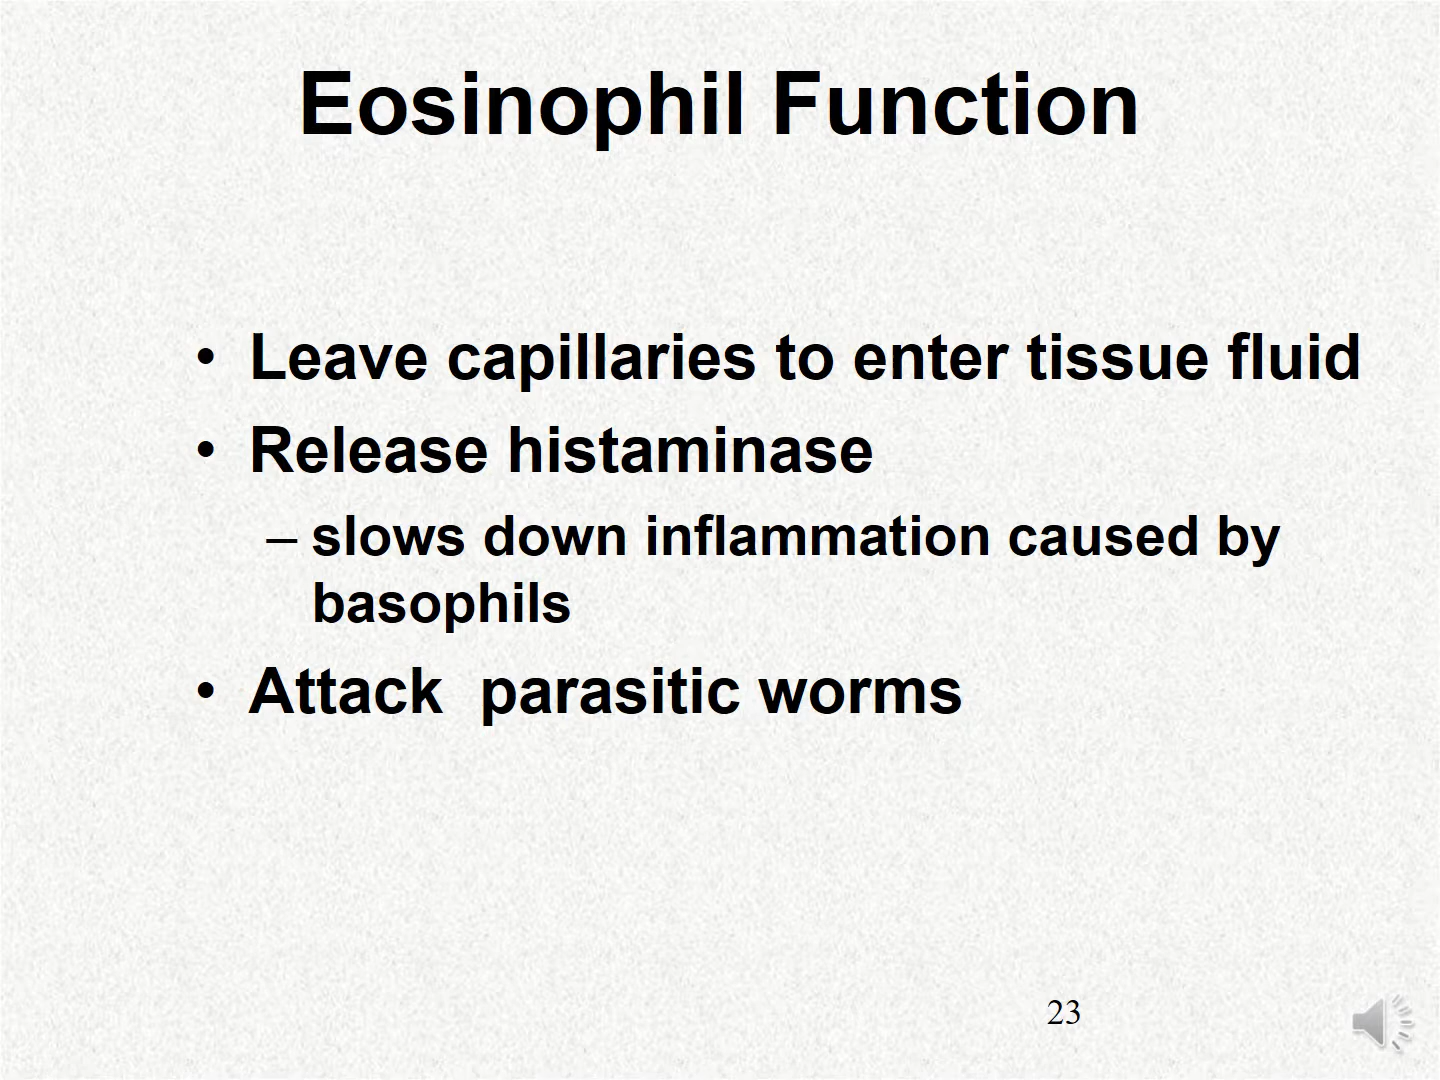 Eosinophil Function
• Leave capillaries to enter tissue fluid
• Release histaminase
– slows down inflammation caused by
basophils
• Attack  parasitic worms
23